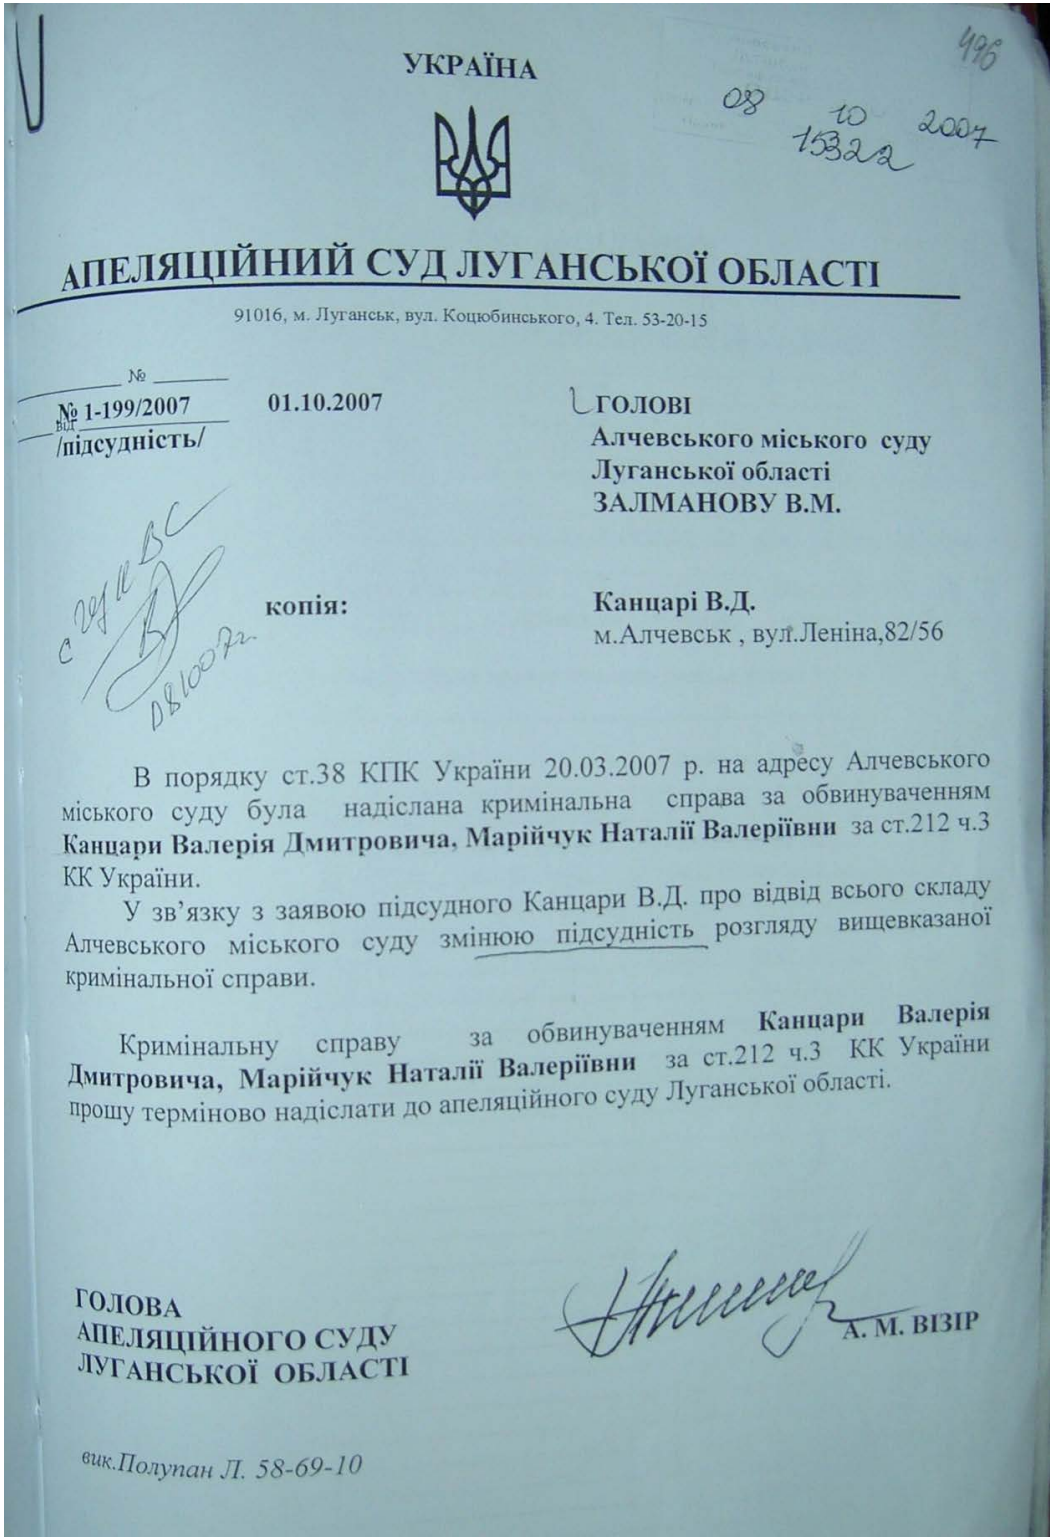 496
УКРАЇНА
08 10 2007
15322
АПЕЛЯЦІЙНИЙ СУД ЛУГАНСЬКОЇ ОБЛАСТІ
91016, м. Луганськ, вул. Коцюбинського, 4. Тел. 53-20-15
№
№ 1-199/2007 01.10.2007
від
/підсудність/
ГОЛОВІ
Алчевського міського суду
Луганської області
ЗАЛМАНОВУ В.М.
081007г.
копія:
Канцарі В.Д.
м.Алчевськ , вул.Леніна,82/56
В порядку ст.38 КПК України 20.03.2007 р. на адресу Алчевського
міського суду була надіслана кримінальна справа за обвинуваченням
Канцари Валерія Дмитровича, Марійчук Наталії Валеріївни за ст.212 ч.3
КК України.
У зв’язку з заявою підсудного Канцари В.Д. про відвід всього складу
Алчевського міського суду змінюю підсудність розгляду вищевказаної
кримінальної справи.
Кримінальну справу за обвинуваченням Канцари Валерія
Дмитровича, Марійчук Наталії Валеріївни за ст.212 ч.3 КК України
прошу терміново надіслати до апеляційного суду Луганської області.
ГОЛОВА
АПЕЛЯЦІЙНОГО СУДУ
ЛУГАНСЬКОЇ ОБЛАСТІ
А. М. ВІЗІР
вик.Полупан Л. 58-69-10